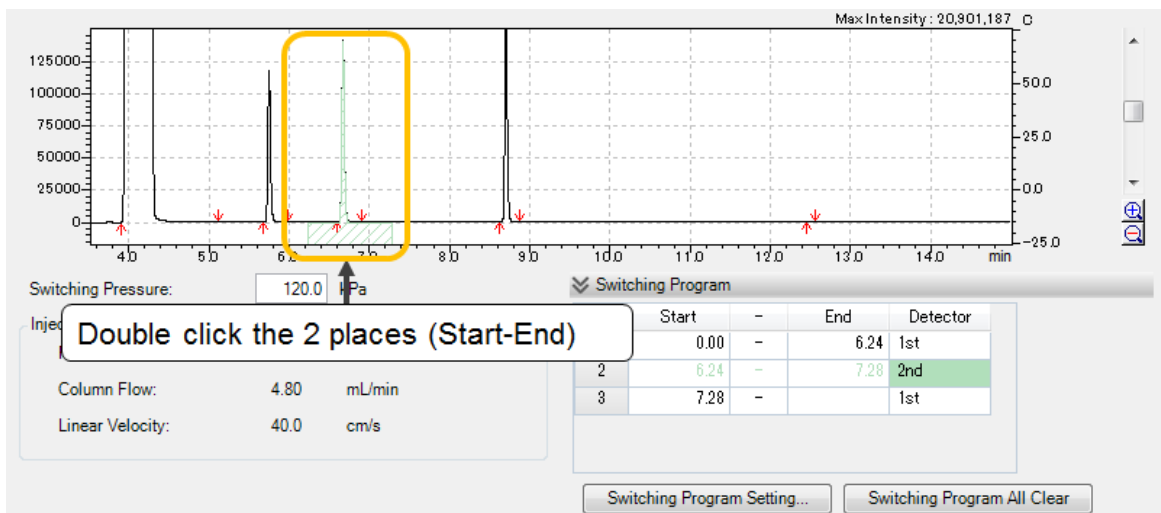 Max Intensity : 20,901,187 C
125000
100000
75000
50000
25000
0
50.0
25.0
0.0
-25.0
4.0 5.0 6.0 7.0 8.0 9.0 10.0 11.0 12.0 13.0 14.0 min
Switching Pressure: 120.0 kPa
Switching Program
Double click the 2 places (Start-End)
Start - End Detector
0.00 - 6.24 1st
2 6.24 - 7.28 2nd
3 7.28 - 1st
Column Flow: 4.80 mL/min
Linear Velocity: 40.0 cm/s
Switching Program Setting... Switching Program All Clear